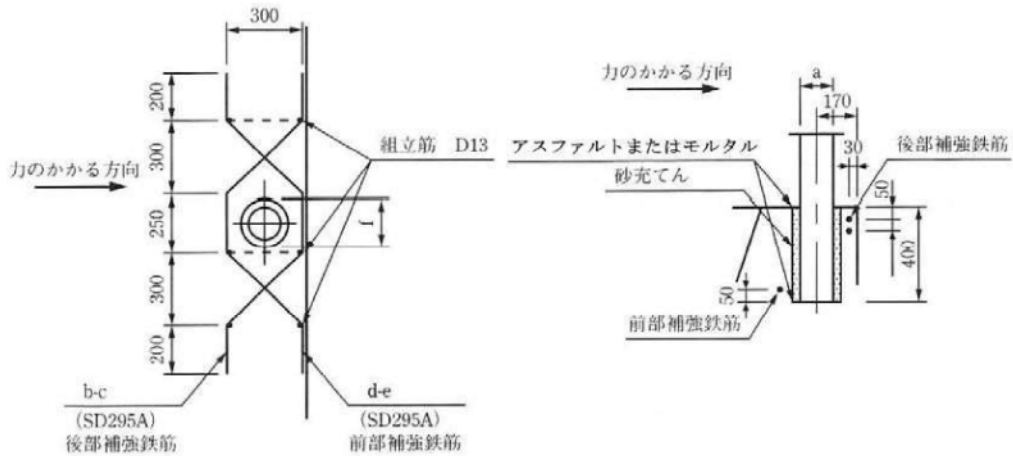 300
200
300
250
300
200
力のかかる方向
f
組立筋 D13
b-c
(SD295A)
後部補強鉄筋
d-e
(SD295A)
前部補強鉄筋
力のかかる方向
a
170
30
後部補強鉄筋
アスファルトまたはモルタル
砂充てん
50
400
50
前部補強鉄筋